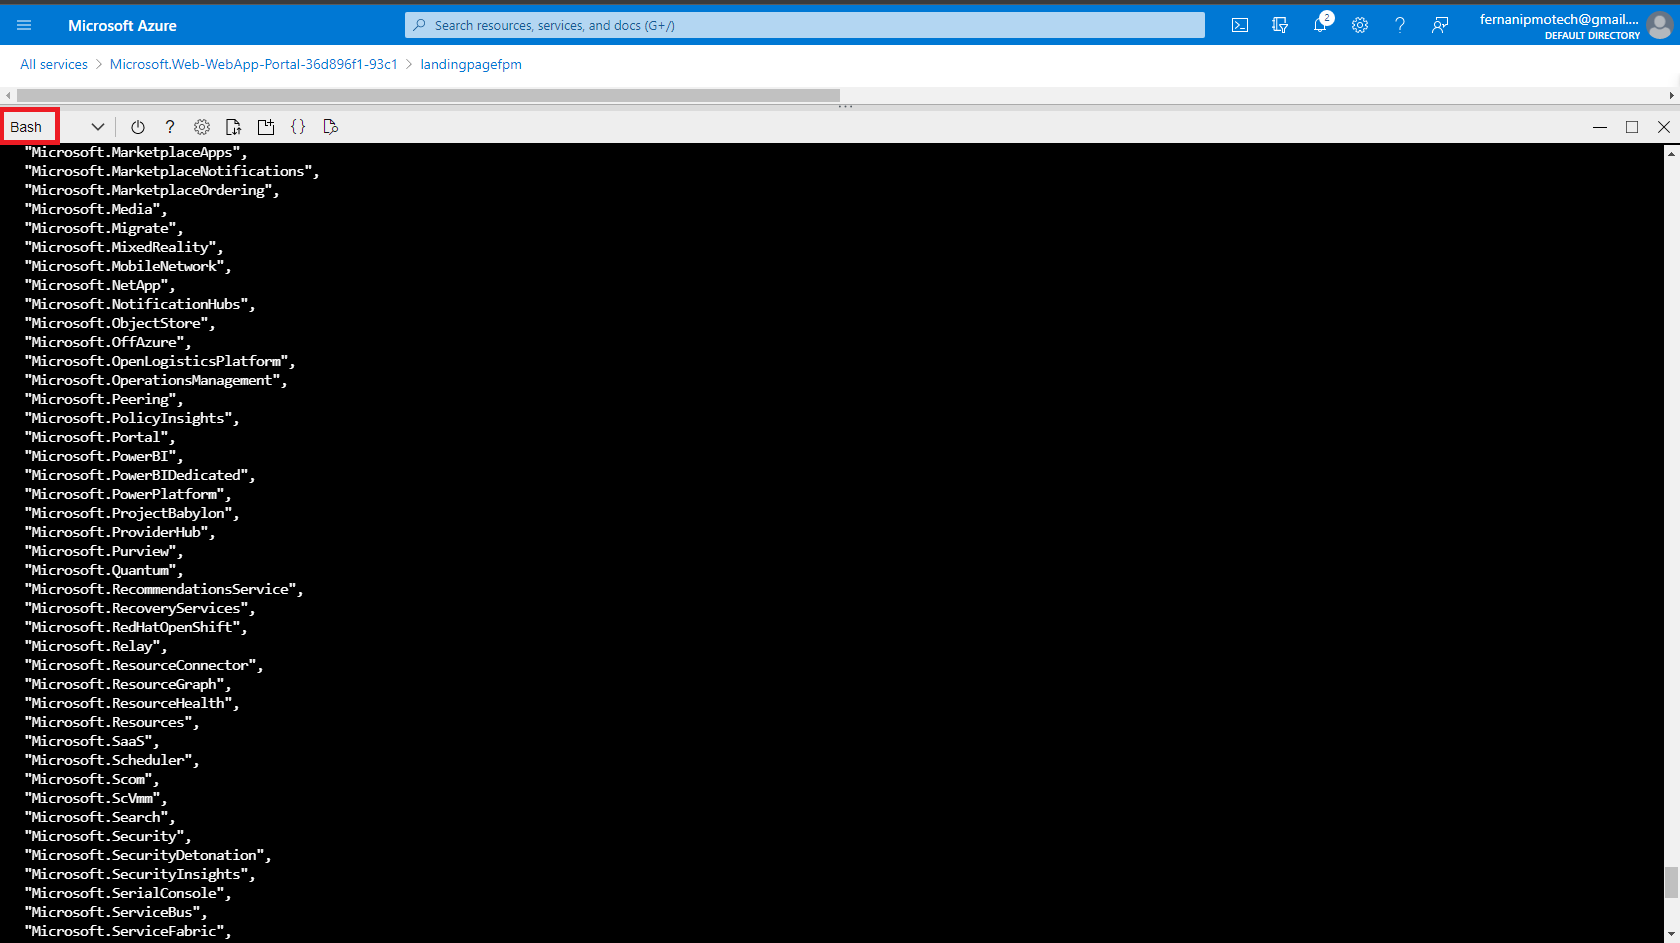 Microsoft Azure
Search resources, services, and docs (G+/)
2
fernanipmotech@gmail....
DEFAULT DIRECTORY
All services > Microsoft.Web-WebApp-Portal-36d896f1-93c1 > landingpagefpm
Bash
"Microsoft.MarketplaceApps",
"Microsoft.MarketplaceNotifications",
"Microsoft.MarketplaceOrdering",
"Microsoft.Media",
"Microsoft.Migrate",
"Microsoft.MixedReality",
"Microsoft.MobileNetwork",
"Microsoft.NetApp",
"Microsoft.NotificationHubs",
"Microsoft.ObjectStore",
"Microsoft.OffAzure",
"Microsoft.OpenLogisticsPlatform",
"Microsoft.OperationsManagement",
"Microsoft.Peering",
"Microsoft.PolicyInsights",
"Microsoft.Portal",
"Microsoft.PowerBI",
"Microsoft.PowerBIDedicated",
"Microsoft.PowerPlatform",
"Microsoft.ProjectBabylon",
"Microsoft.ProviderHub",
"Microsoft.Purview",
"Microsoft.Quantum",
"Microsoft.RecommendationsService",
"Microsoft.RecoveryServices",
"Microsoft.RedHatOpenShift",
"Microsoft.Relay",
"Microsoft.ResourceConnector",
"Microsoft.ResourceGraph",
"Microsoft.ResourceHealth",
"Microsoft.Resources",
"Microsoft.SaaS",
"Microsoft.Scheduler",
"Microsoft.Scom",
"Microsoft.ScVmm",
"Microsoft.Search",
"Microsoft.Security",
"Microsoft.SecurityDetonation",
"Microsoft.SecurityInsights",
"Microsoft.SerialConsole",
"Microsoft.ServiceBus",
"Microsoft.ServiceFabric",